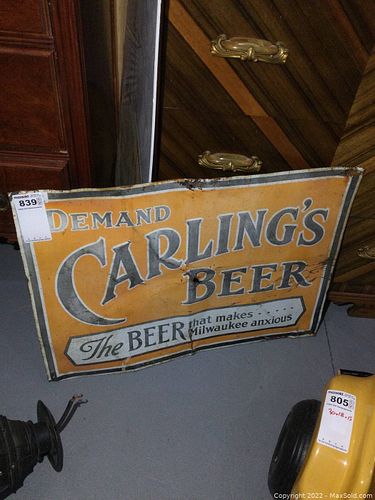 839
DEMAND
CARLING'S
BEER
The BEER that makes.....
Milwaukee anxious
805
Copyright 2022 - MaxSold.com